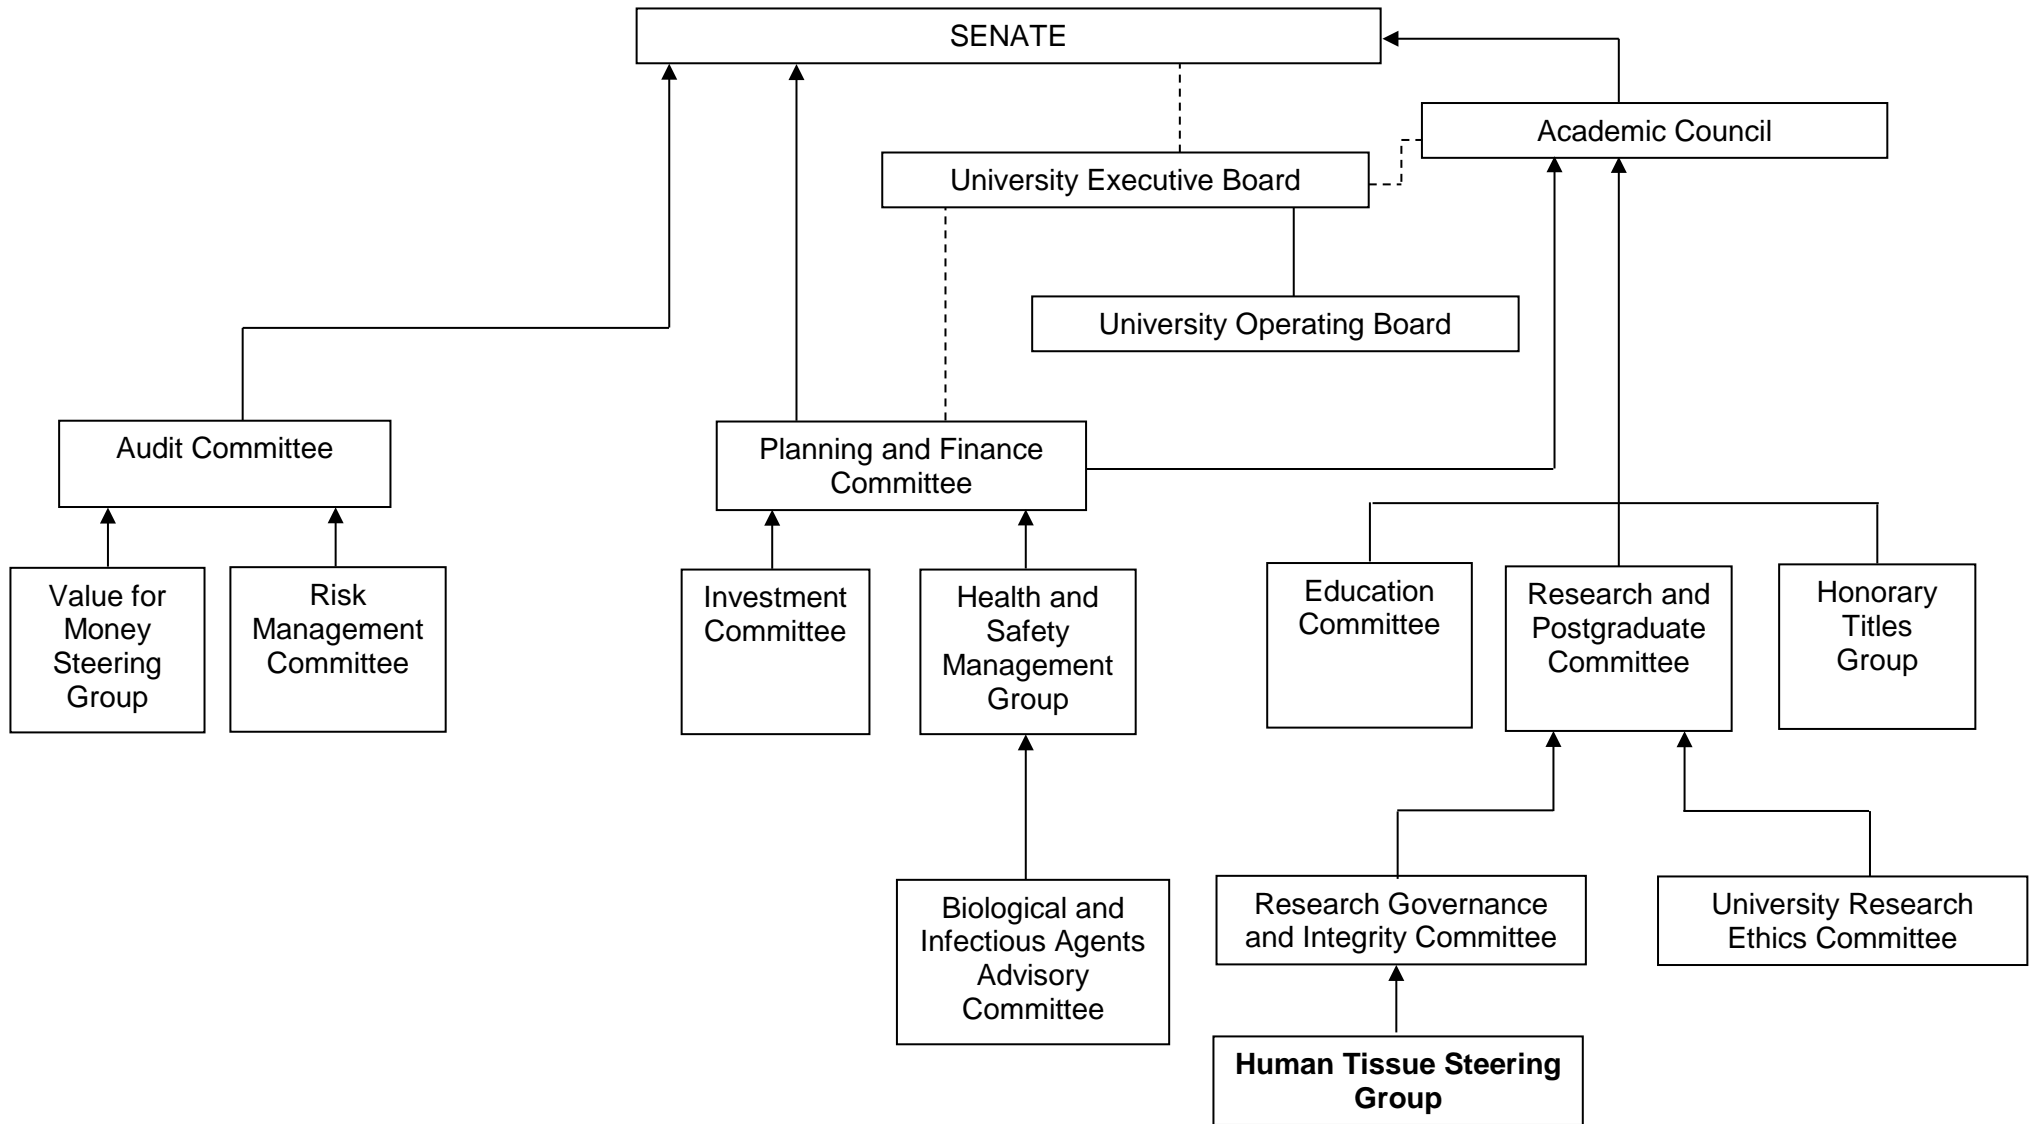 SENATE
Academic Council
University Executive Board
University Operating Board
Audit Committee
Planning and Finance
Committee
Value for
Money
Steering
Group
Risk
Management
Committee
Investment
Committee
Health and
Safety
Management
Group
Education
Committee
Research and
Postgraduate
Committee
Honorary
Titles
Group
Biological and
Infectious Agents
Advisory
Committee
Research Governance
and Integrity Committee
University Research
Ethics Committee
Human Tissue Steering
Group